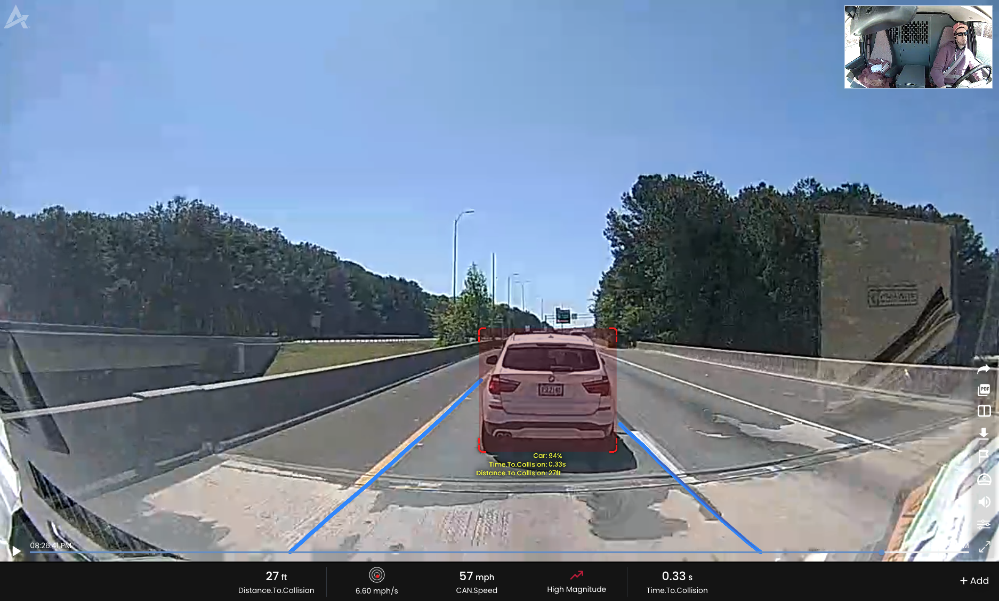 08:26:41 PM
M
Car: 94%
Time.To.Collision: 0.33s
Distance.To.Collision: 27ft
PDF
27 ft
Distance.To.Collision
6.60 mph/s
57 mph
CAN.Speed
High Magnitude
0.33 s
Time.To.Collision
+ Add